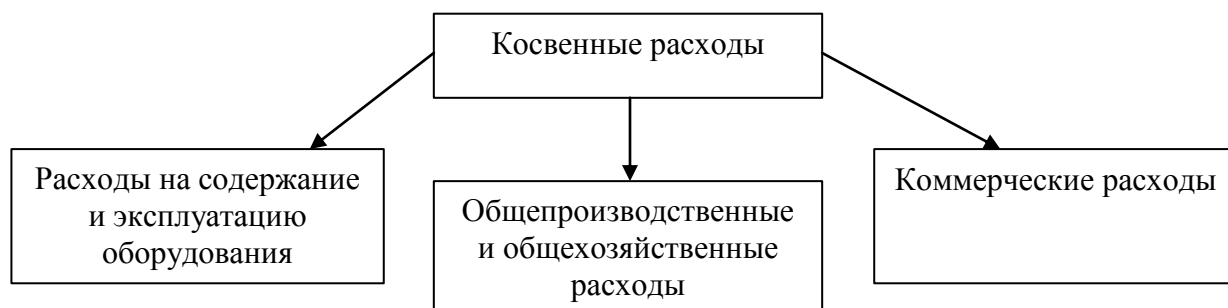 Косвенные расходы
Расходы на содержание
и эксплуатацию
оборудования
Общепроизводственные
и общехозяйственные
расходы
Коммерческие расходы